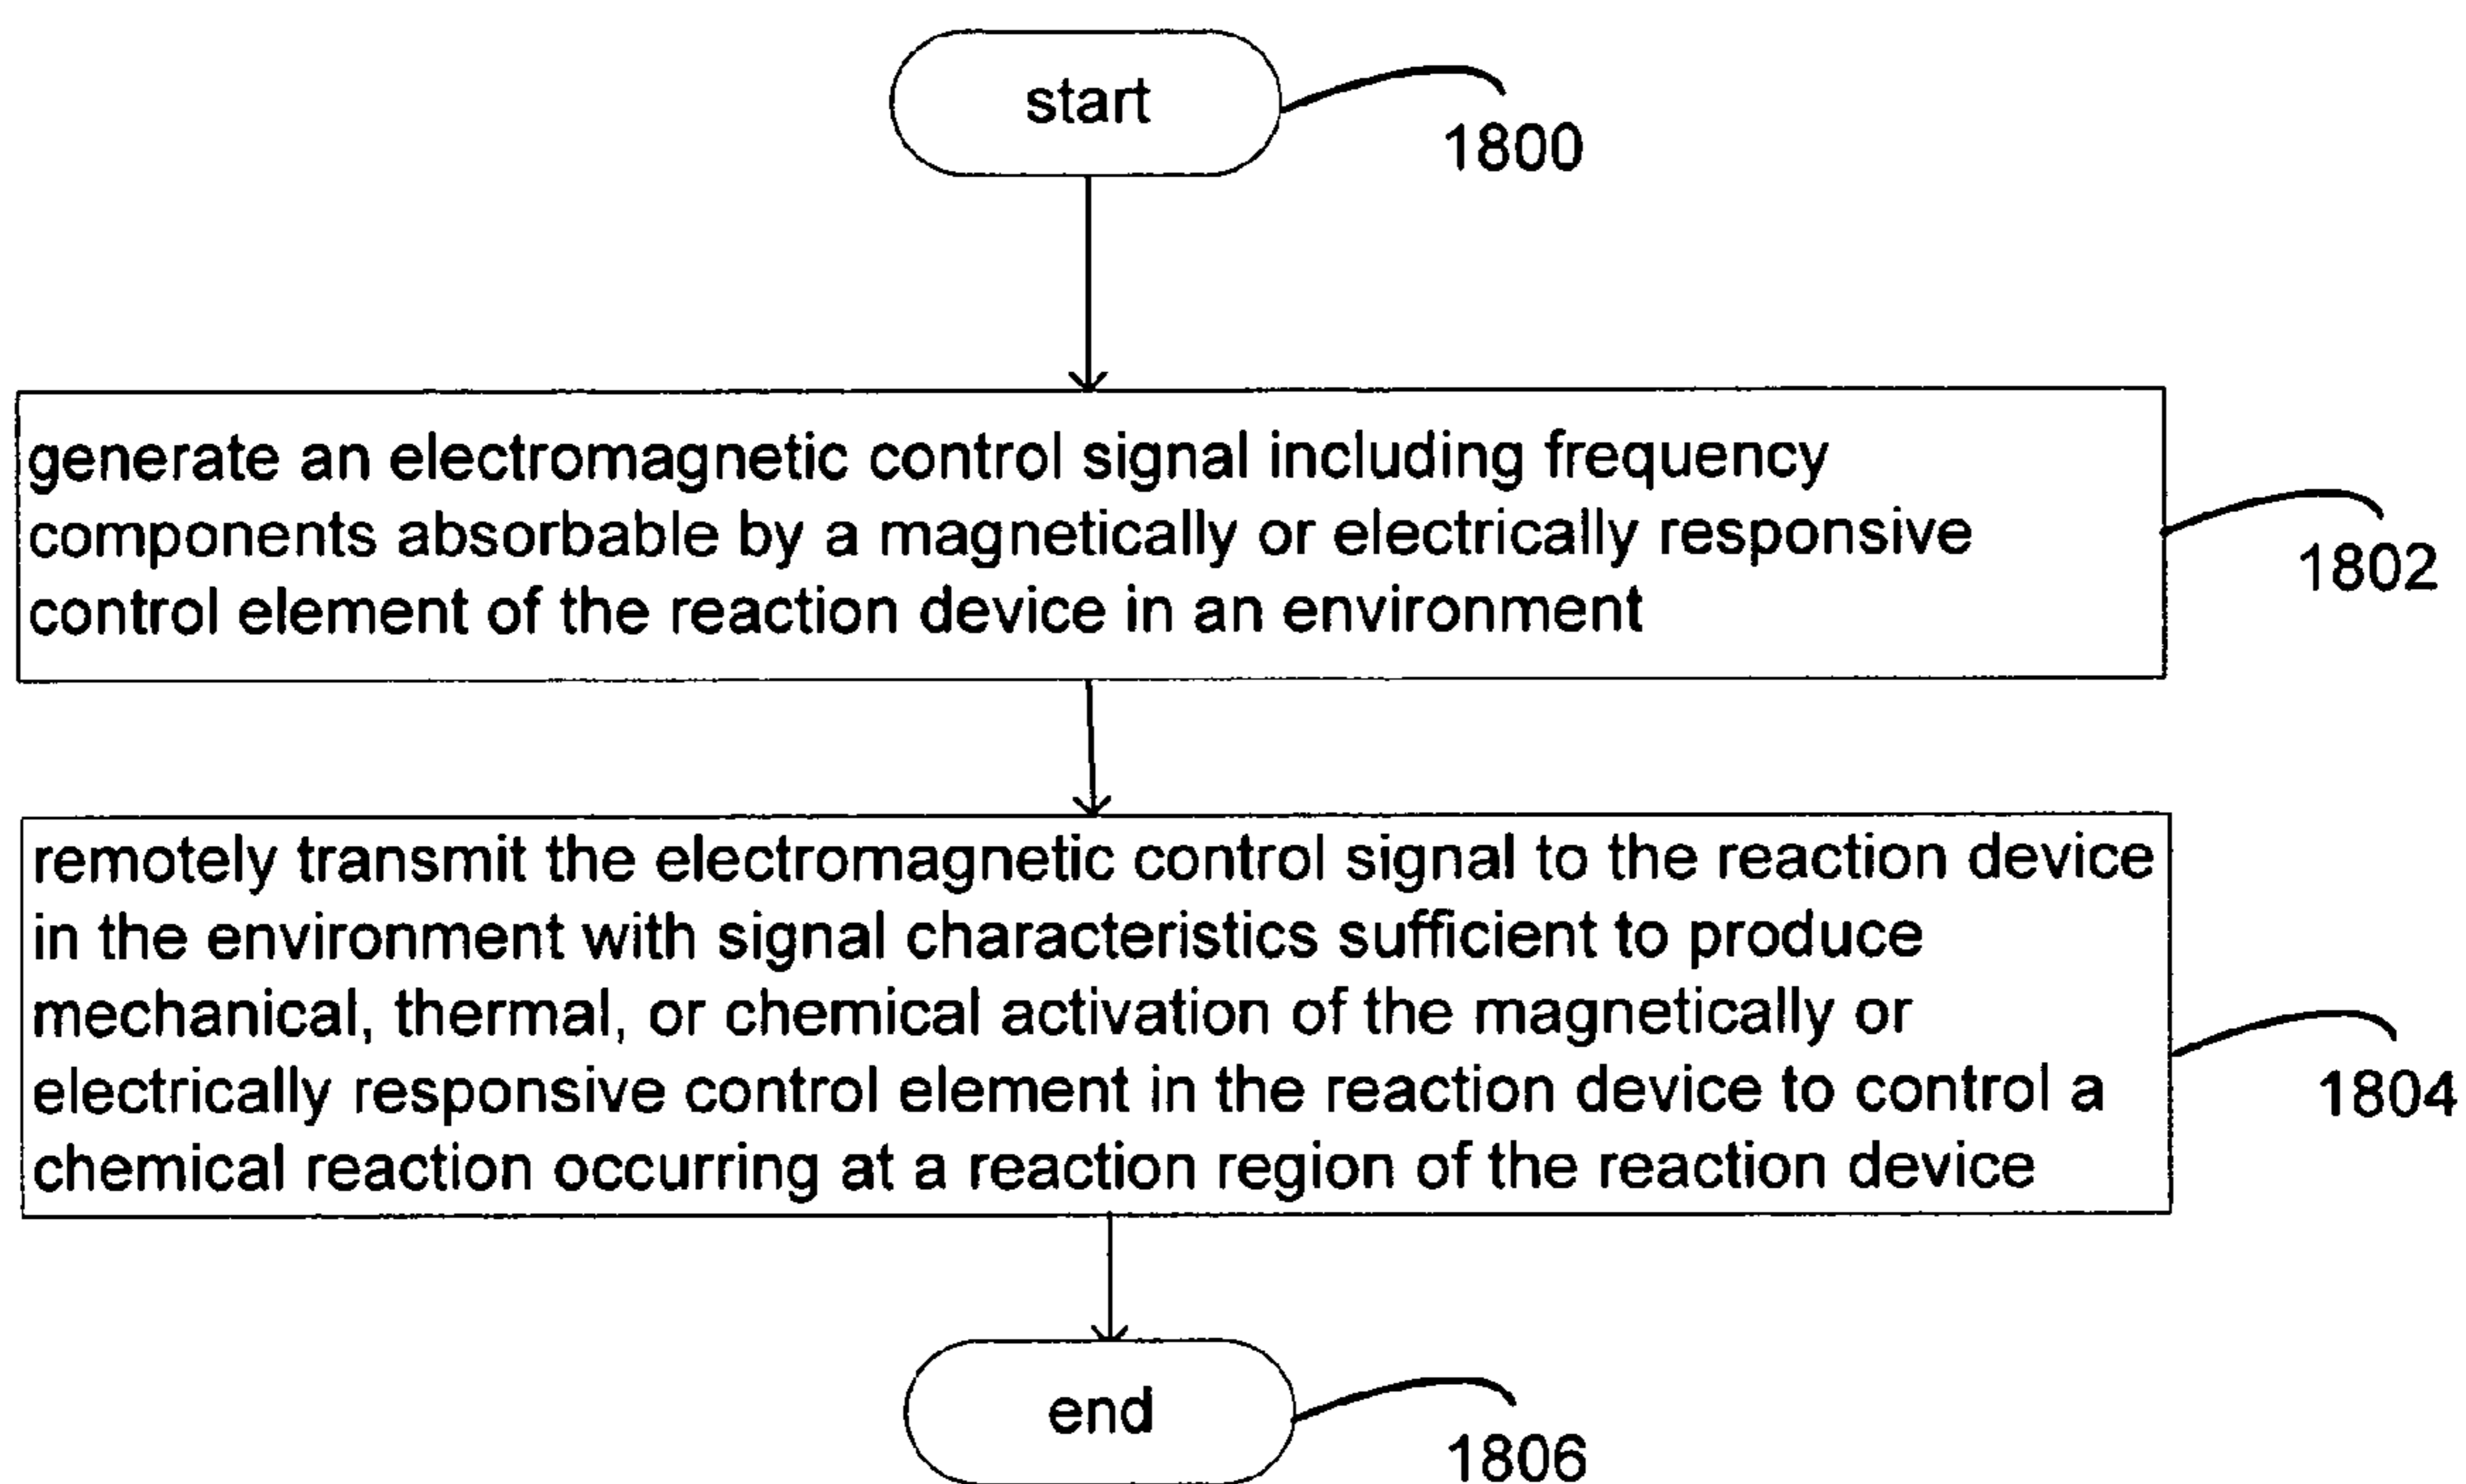 start
1800
generate an electromagnetic control signal including frequency
components absorbable by a magnetically or electrically responsive
control element of the reaction device in an environment
1802
remotely transmit the electromagnetic control signal to the reaction device
in the environment with signal characteristics sufficient to produce
mechanical, thermal, or chemical activation of the magnetically or
electrically responsive control element in the reaction device to control a
chemical reaction occurring at a reaction region of the reaction device
1804
end
1806